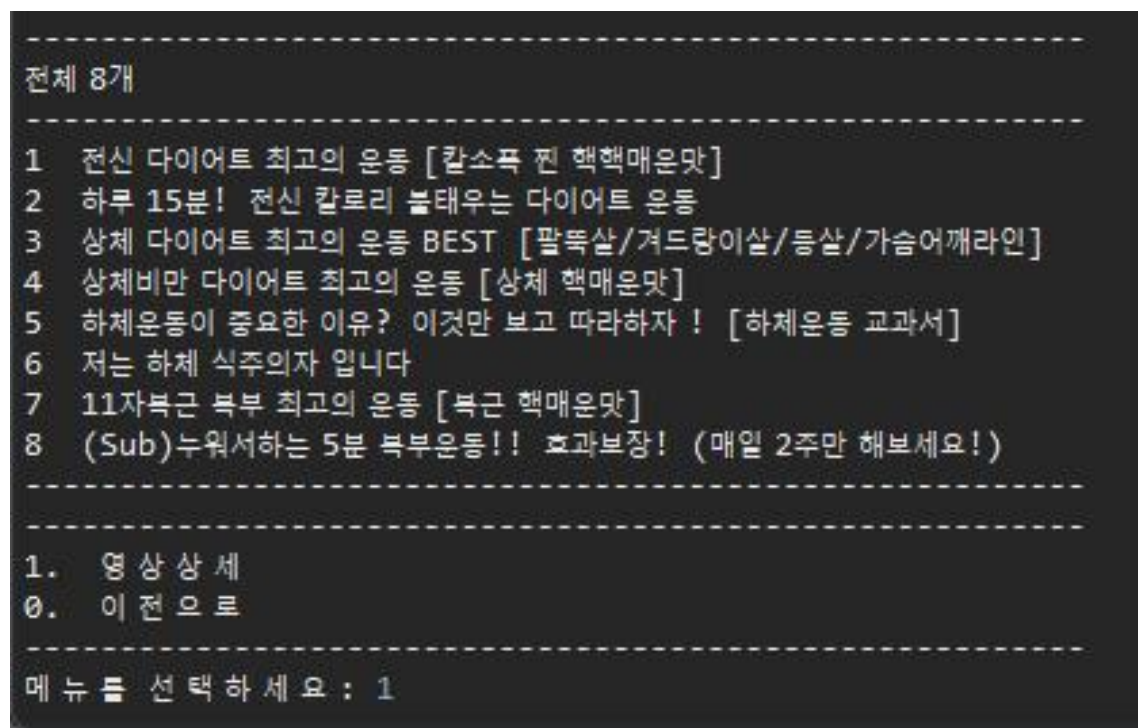 ------------------------------------------------------------
전체 8개
------------------------------------------------------------
1 전신 다이어트 최고의 운동 [칼소폭 찐 핵핵매운맛]
2 하루 15분! 전신 칼로리 불태우는 다이어트 운동
3 상체 다이어트 최고의 운동 BEST [팔뚝살/겨드랑이살/등살/가슴어깨라인]
4 상체비만 다이어트 최고의 운동 [상체 핵매운맛]
5 하체운동이 중요한 이유? 이것만 보고 따라하자 ! [하체운동 교과서]
6 저는 하체 식주의자 입니다
7 11자복근 복부 최고의 운동 [복근 핵매운맛]
8 (Sub)누워서하는 5분 복부운동!! 효과보장! (매일 2주만 해보세요!)
------------------------------------------------------------
------------------------------------------------------------
1. 영 상 상 세
0. 이 전 으 로
------------------------------------------------------------
메 뉴 를 선 택 하 세 요 : 1